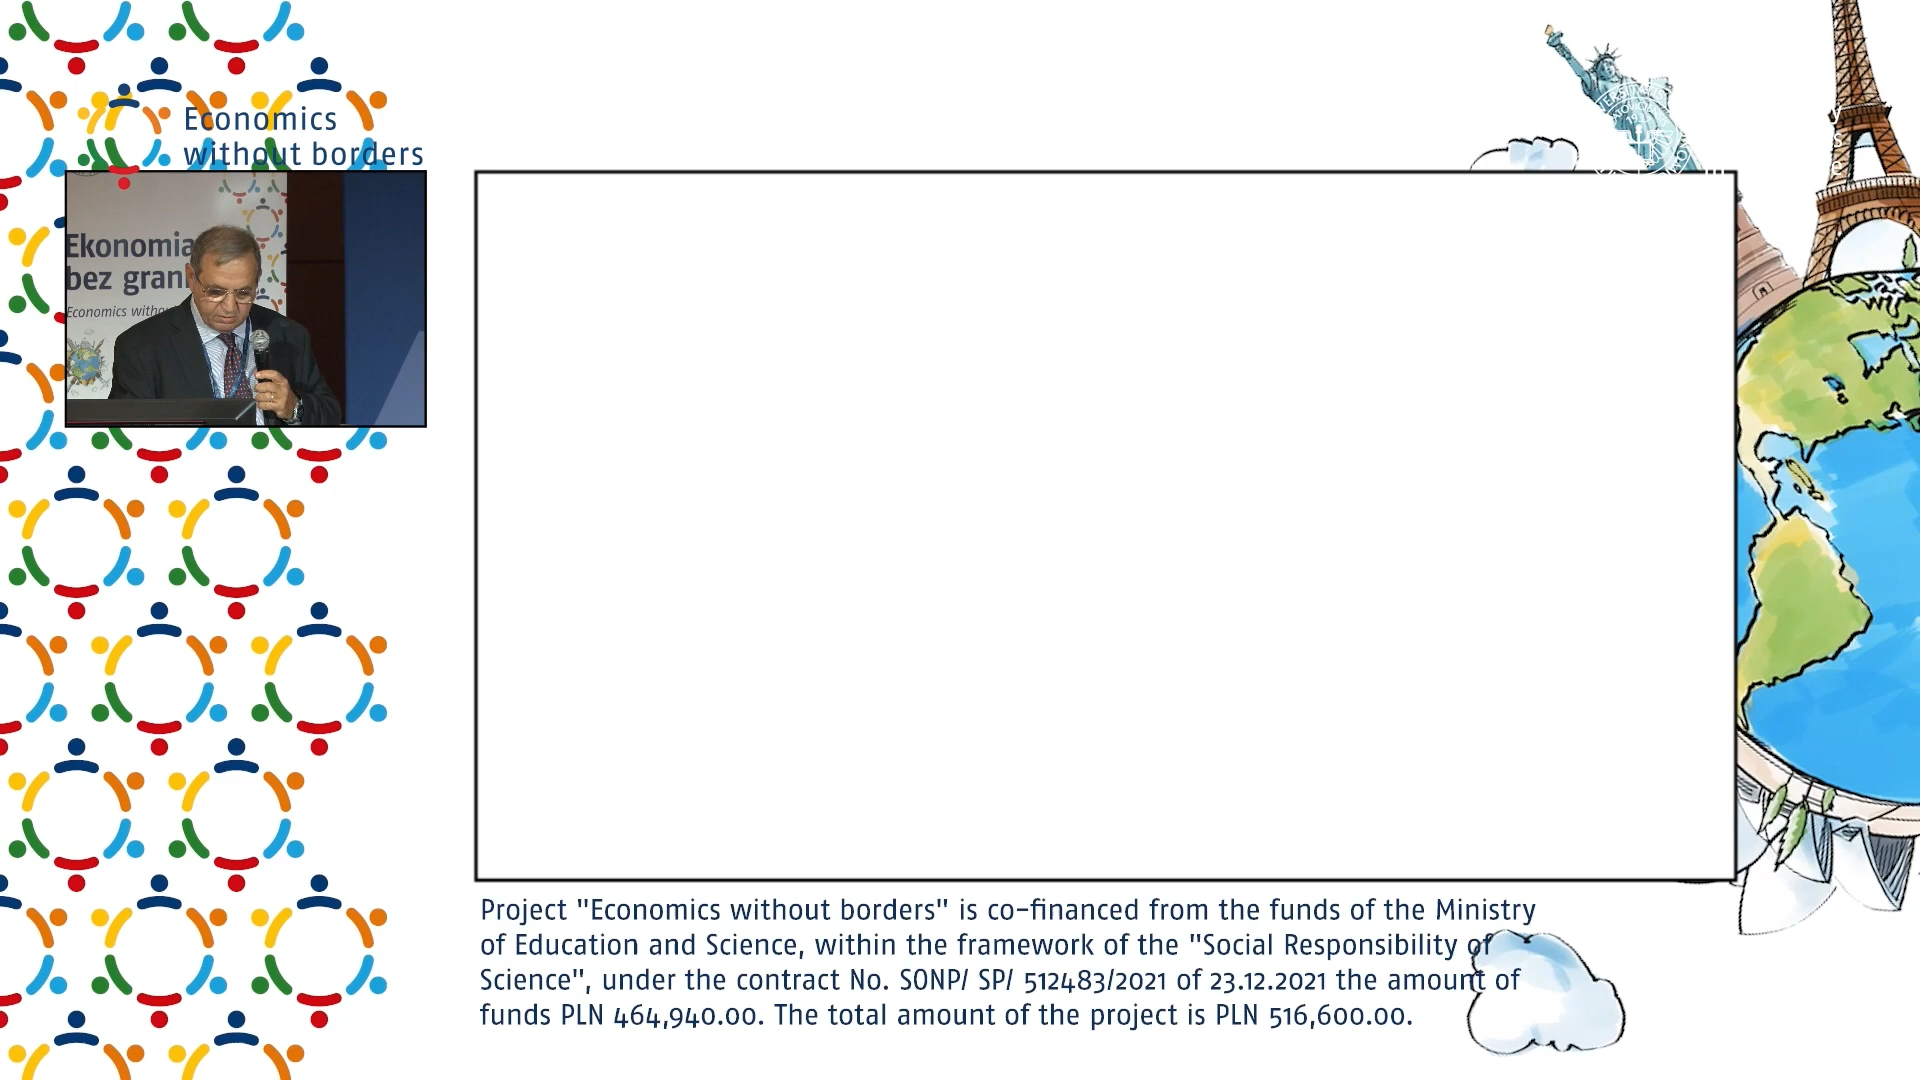 Economics
without borders
Ekonomia
bez grani
Economics witho
Project "Economics without borders" is co-financed from the funds of the Ministry
of Education and Science, within the framework of the "Social Responsibility of
Science", under the contract No. SONP/ SP/ 512483/2021 of 23.12.2021 the amount of
funds PLN 464,940.00. The total amount of the project is PLN 516,600.00.